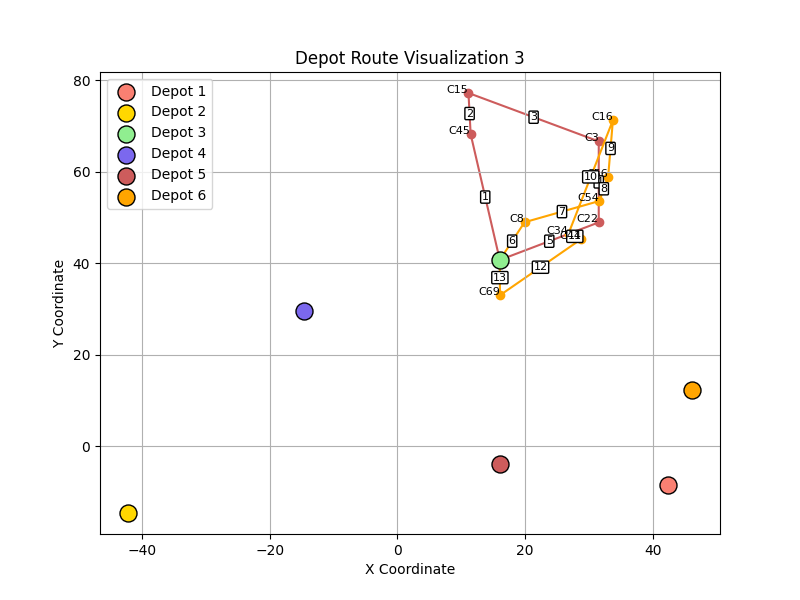 Depot Route Visualization 3
Depot 1
Depot 2
Depot 3
Depot 4
Depot 5
Depot 6
80
60
40
20
0
−40
−20
0
20
40
Y Coordinate
X Coordinate
C15
C45
C3
C16
C54
C22
C8
C34
C69
1
2
3
5
6
7
8
9
10
12
13